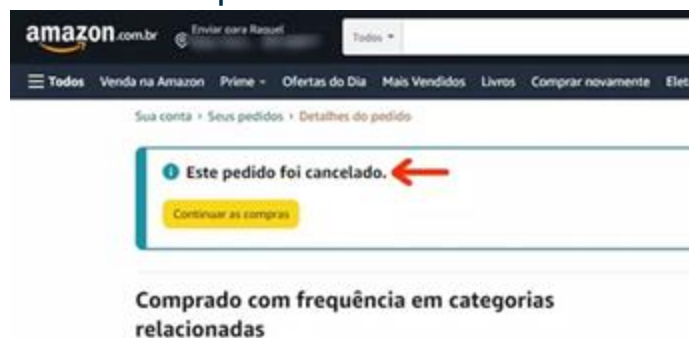 amazon.com.br
Enviar para Raquel
Todos
Todos Venda na Amazon Prime Ofertas do Dia Mais Vendidos Livros Comprar novamente Elet
Sua conta › Seus pedidos › Detalhes do pedido
Este pedido foi cancelado.
Continuar as compras
Comprado com frequência em categorias
relacionadas